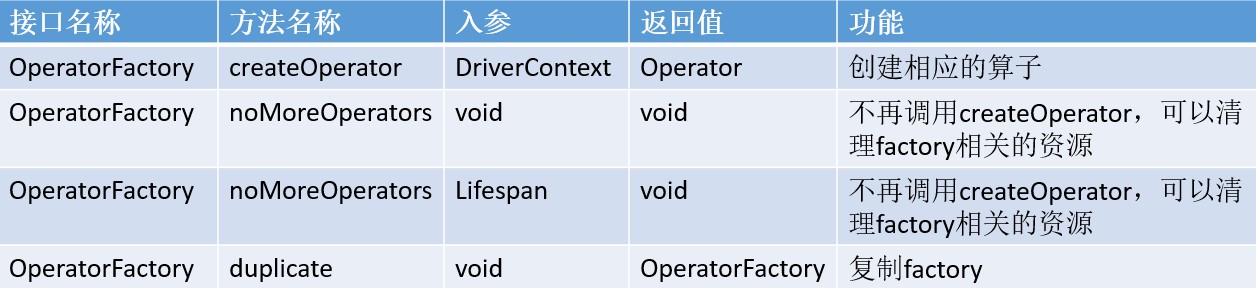 接口名称 方法名称 入参 返回值 功能
OperatorFactory createOperator DriverContext Operator 创建相应的算子
OperatorFactory noMoreOperators void void 不再调用createOperator，可以清
理factory相关的资源
OperatorFactory noMoreOperators Lifespan void 不再调用createOperator，可以清
理factory相关的资源
OperatorFactory duplicate void OperatorFactory 复制factory